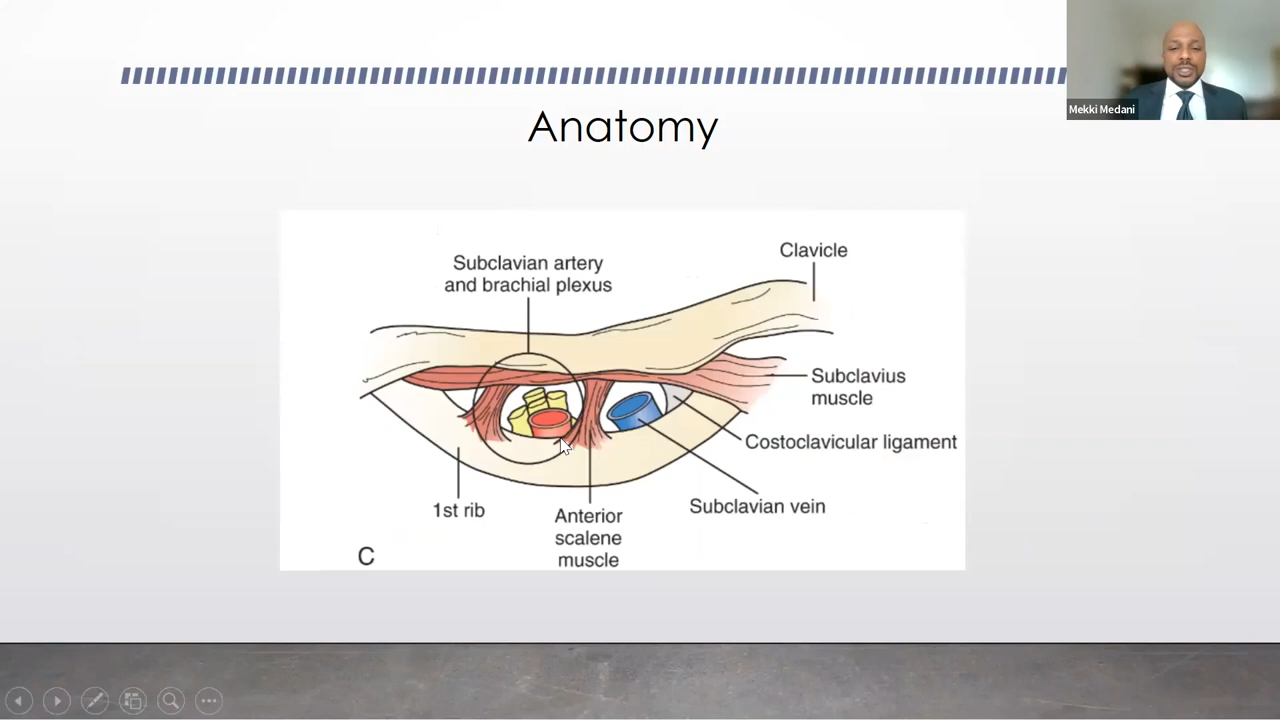 Mekki Medani
Anatomy
Subclavian artery
and brachial plexus
Clavicle
Subclavius
muscle
Costoclavicular ligament
Subclavian vein
1st rib
Anterior
scalene
muscle
C